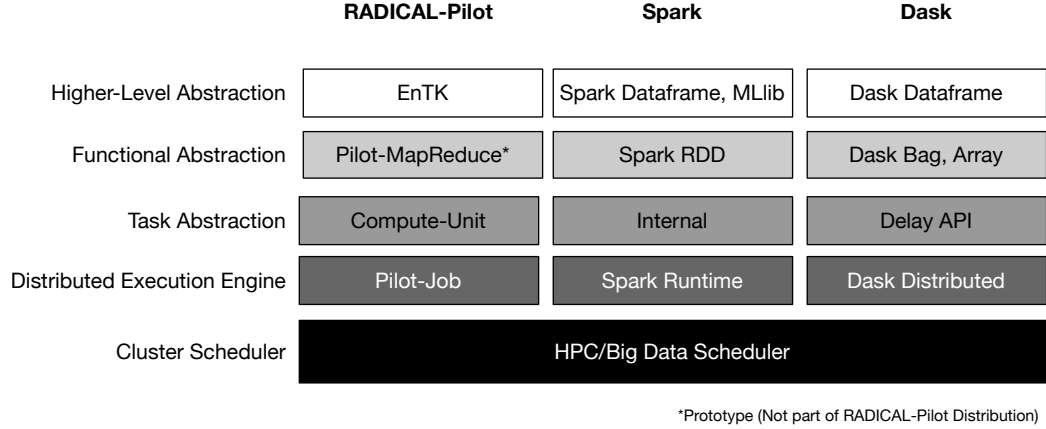 RADICAL-Pilot Spark Dask
Higher-Level Abstraction EnTK Spark Dataframe, MLlib Dask Dataframe
Functional Abstraction Pilot-MapReduce* Spark RDD Dask Bag, Array
Task Abstraction Compute-Unit Internal Delay API
Distributed Execution Engine Pilot-Job Spark Runtime Dask Distributed
Cluster Scheduler HPC/Big Data Scheduler
*Prototype (Not part of RADICAL-Pilot Distribution)